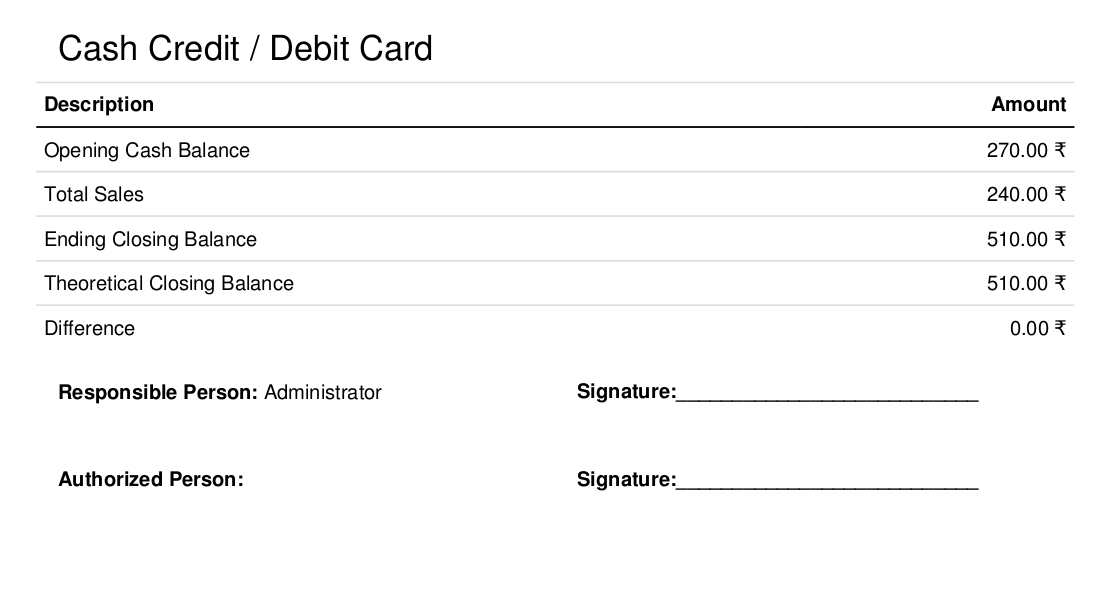 Cash Credit / Debit Card
Description Amount
Opening Cash Balance 270.00 ₹
Total Sales 240.00 ₹
Ending Closing Balance 510.00 ₹
Theoretical Closing Balance 510.00 ₹
Difference 0.00 ₹
Responsible Person: Administrator Signature:___________________________
Authorized Person: Signature:___________________________